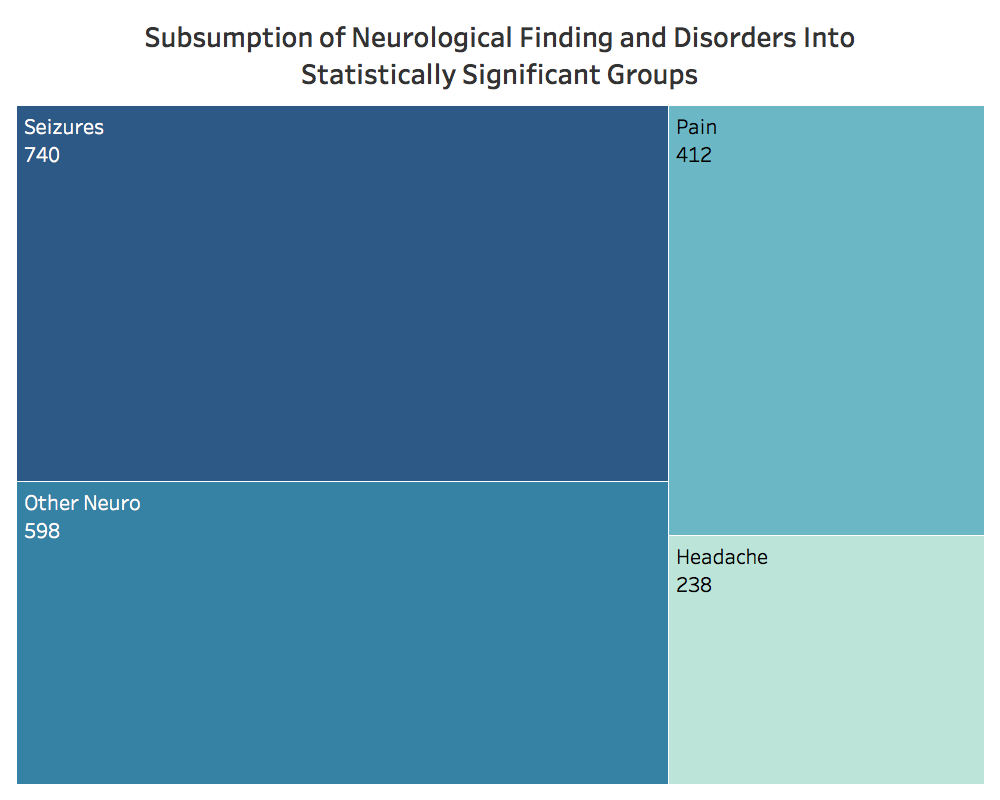 Subsumption of Neurological Finding and Disorders Into
Statistically Significant Groups
Seizures
740
Pain
412
Other Neuro
598
Headache
238